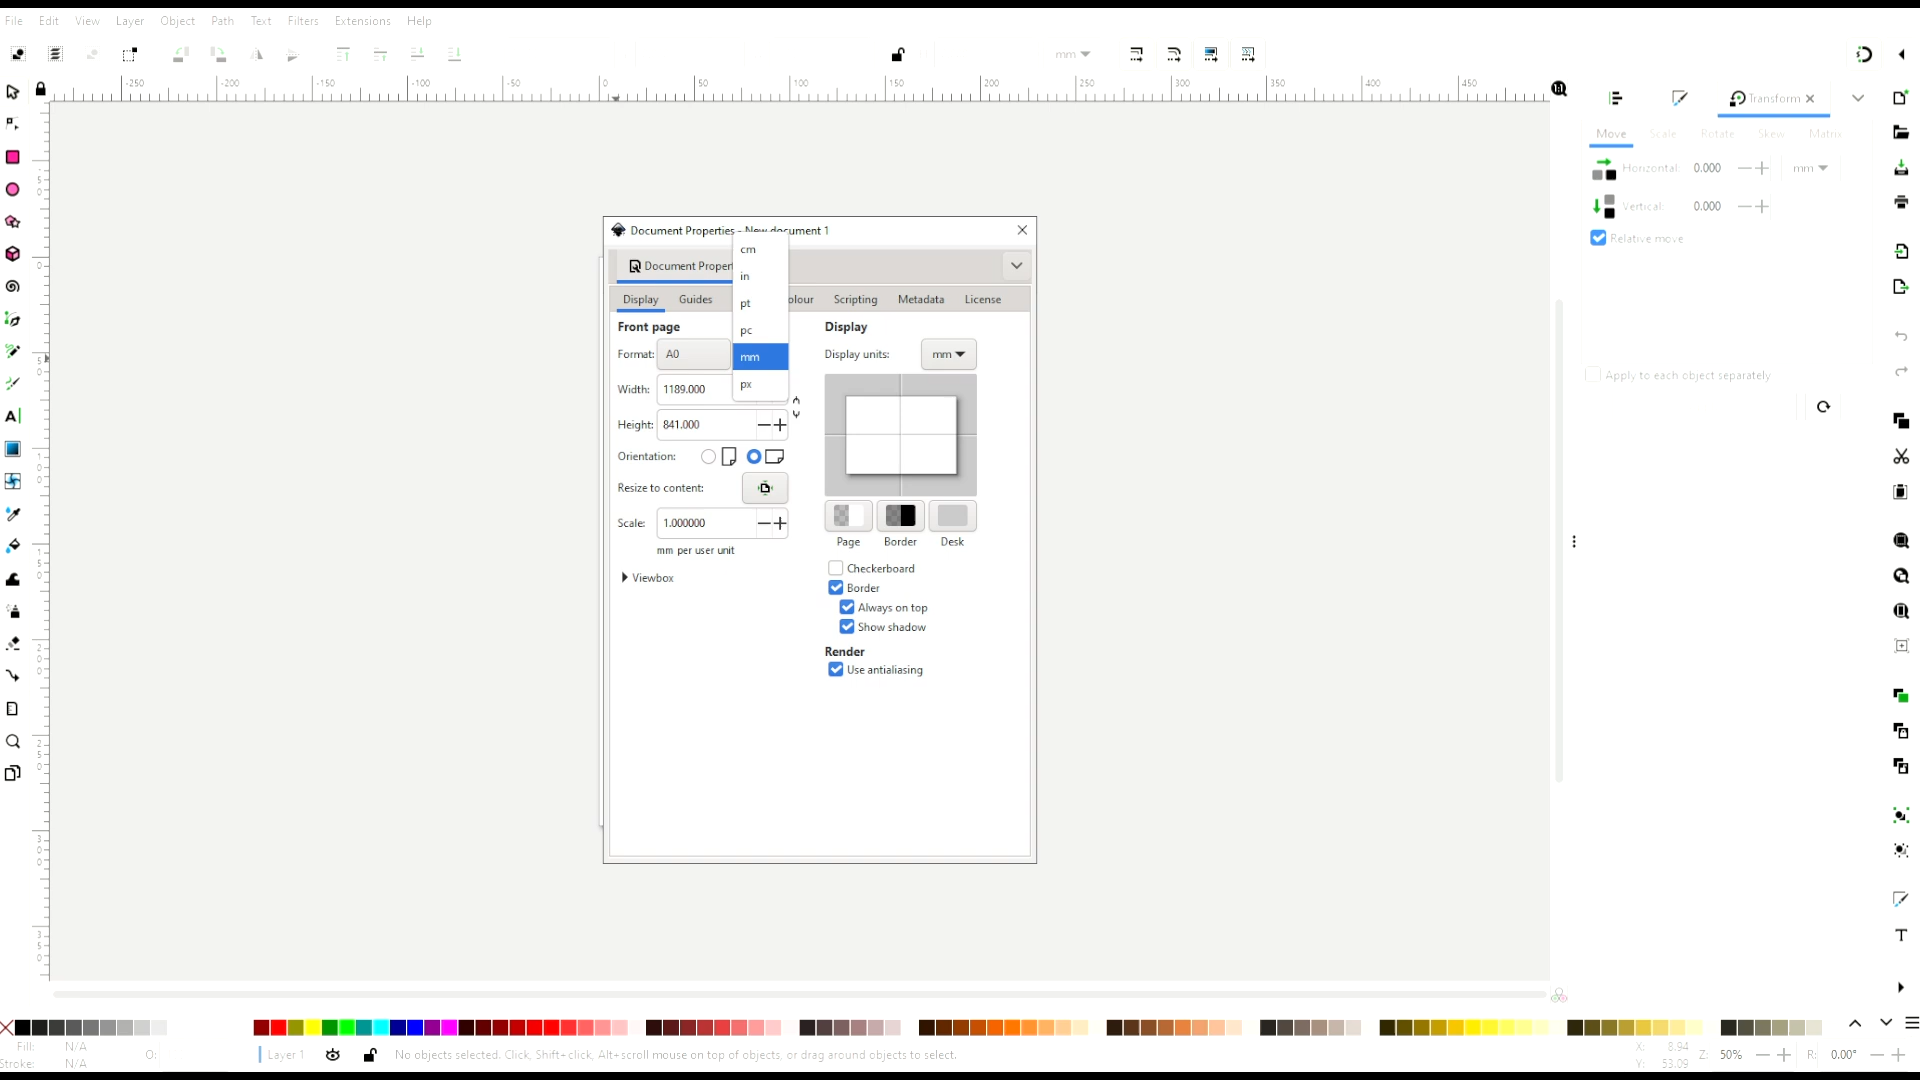 File Edit View Layer Object Path Text Filters Extensions Help
mm
-250 -200 -150 -100 -50 0 50 100 150 200 250 300 350 400 450
Transform
Move Scale Rotate Skew Matrix
Horizontal: 0.000 mm
Vertical: 0.000
Relative move
Apply to each object separately
Document Properties - New document 1
Document Propert
cm
in
pt
pc
mm
px
Display Guides olour Scripting Metadata License
Front page
Format: A0
Width: 1189.000
Height: 841.000
Orientation:
Resize to content:
Scale: 1.000000
mm per user unit
Viewbox
Display
Display units: mm
Page Border Desk
Checkerboard
Border
Always on top
Show shadow
Render
Use antialiasing
Fill: N/A
Stroke: N/A
O:
Layer 1
No objects selected. Click, Shift+click, Alt+scroll mouse on top of objects, or drag around objects to select.
X: 8.94
Y: 53.09
Z: 50%
R: 0.00°